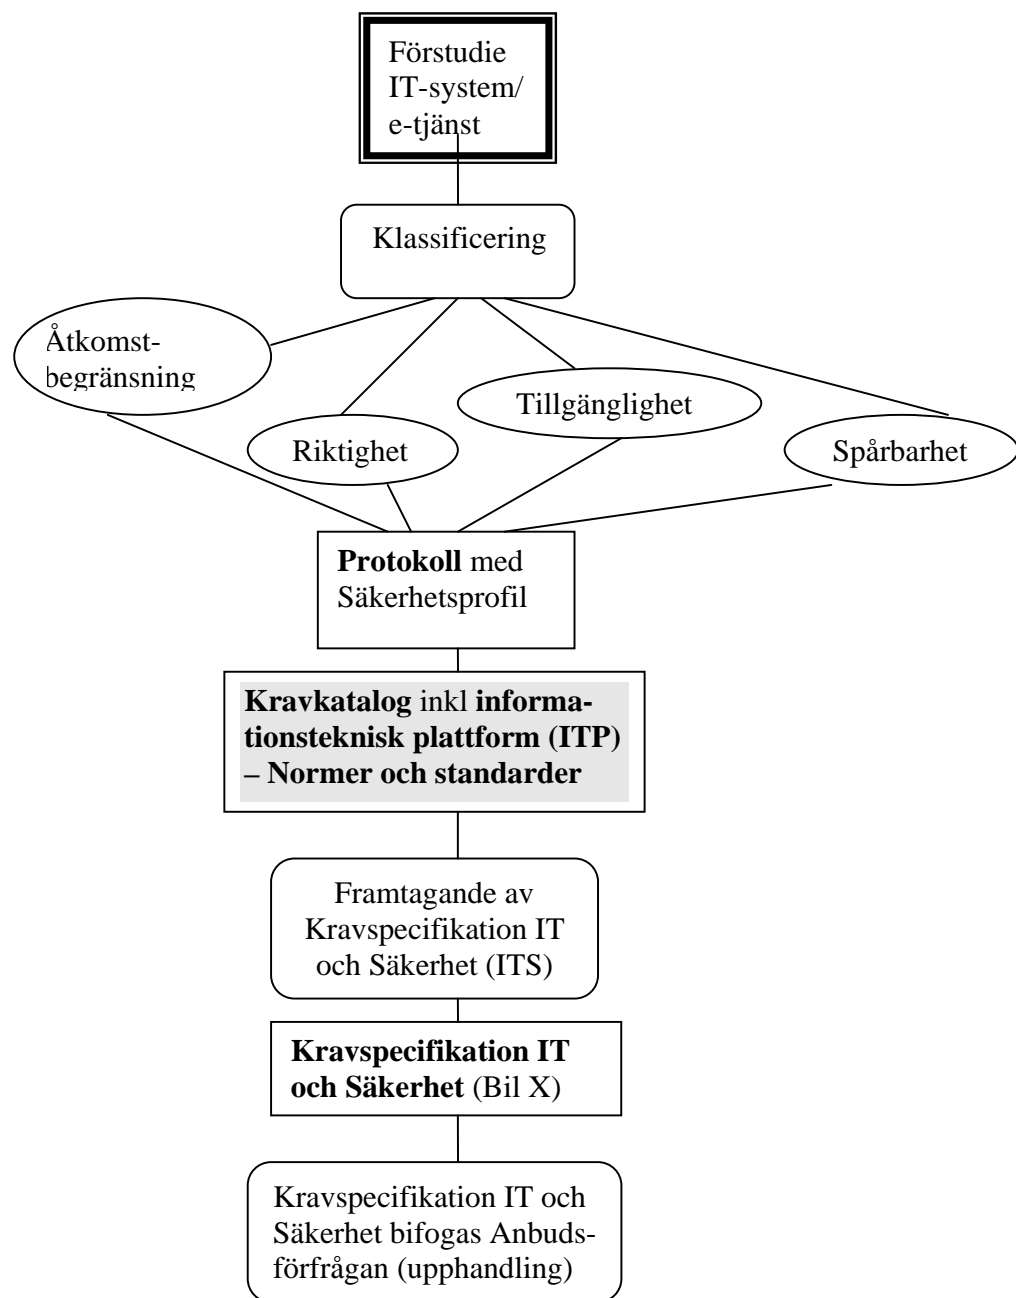 Förstudie
IT-system/
e-tjänst
Klassificering
Åtkomst-
begränsning
Tillgänglighet
Riktighet
Spårbarhet
Protokoll med
Säkerhetsprofil
Kravkatalog inkl informa-
tionsteknisk plattform (ITP)
– Normer och standarder
Framtagande av
Kravspecifikation IT
och Säkerhet (ITS)
Kravspecifikation IT
och Säkerhet (Bil X)
Kravspecifikation IT och
Säkerhet bifogas Anbuds-
förfrågan (upphandling)